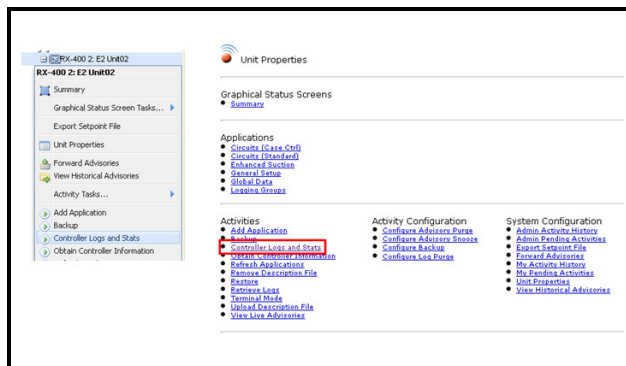 RX-400 2: E2 Unit02
RX-400 2: E2 Unit02
Summary
Graphical Status Screen Tasks...
Export Setpoint File
Unit Properties
Forward Advisories
View Historical Advisories
Activity Tasks...
Add Application
Backup
Controller Logs and Stats
Obtain Controller Information
Unit Properties
Graphical Status Screens
Summary
Applications
Circuits (Case Ctrl)
Circuits (Standard)
Enhanced Suction
General Setup
Global Data
Logging Groups
Activities
Add Application
Backup
Controller Logs and Stats
Obtain Controller Information
Refresh Applications
Remove Description File
Restore
Retrieve Logs
Terminal Mode
Upload Description File
View Live Advisories
Activity Configuration
Configure Advisory Purge
Configure Advisory Snooze
Configure Backup
Configure Log Purge
System Configuration
Admin Activity History
Admin Pending Activities
Export Setpoint File
Forward Advisories
My Activity History
My Pending Activities
Unit Properties
View Historical Advisories